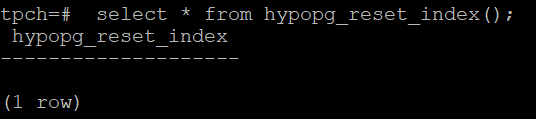 tpch=#  select * from hypopg_reset_index();
 hypopg_reset_index
--------------------
(1 row)